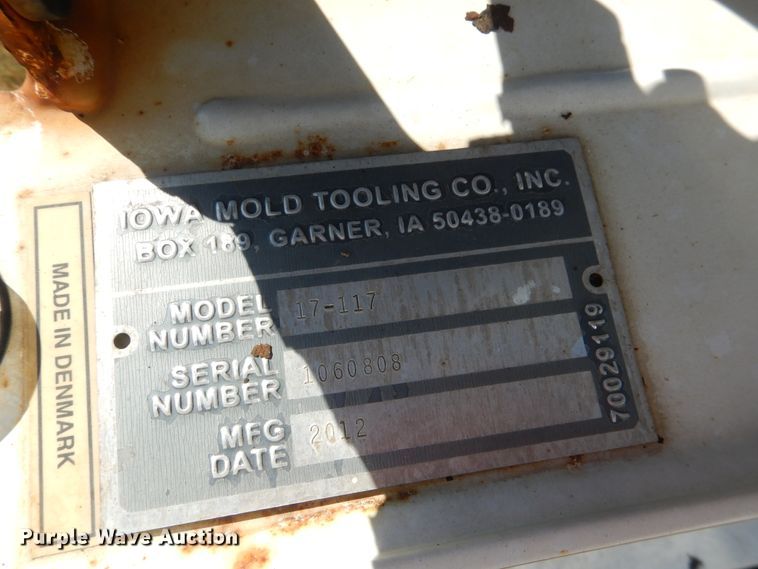 IOWA MOLD TOOLING CO., INC.
BOX 189, GARNER, IA 50438-0189
MODEL NUMBER 17-117
SERIAL NUMBER 1060808
MFG DATE 2012
70029119
MADE IN DENMARK
Purple Wave Auction